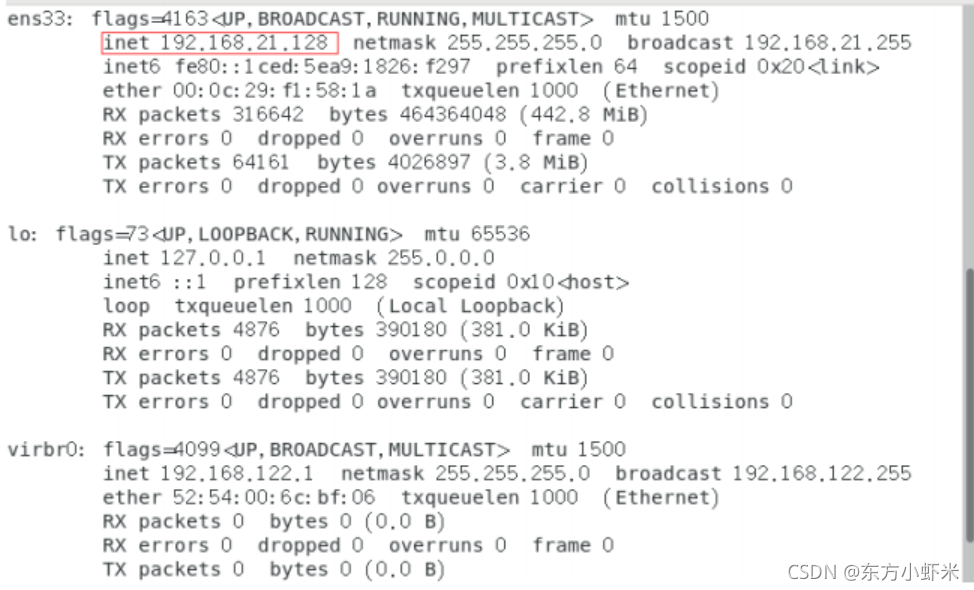 ens33: flags=4163<UP,BROADCAST,RUNNING,MULTICAST> mtu 1500
inet 192.168.21.128 netmask 255.255.255.0 broadcast 192.168.21.255
inet6 fe80::1ced:5ea9:1826:f297 prefixlen 64 scopeid 0x20<link>
ether 00:0c:29:f1:58:1a txqueuelen 1000 (Ethernet)
RX packets 316642 bytes 464364048 (442.8 MiB)
RX errors 0 dropped 0 overruns 0 frame 0
TX packets 64161 bytes 4026897 (3.8 MiB)
TX errors 0 dropped 0 overruns 0 carrier 0 collisions 0
lo: flags=73<UP,LOOPBACK,RUNNING> mtu 65536
inet 127.0.0.1 netmask 255.0.0.0
inet6 ::1 prefixlen 128 scopeid 0x10<host>
loop txqueuelen 1000 (Local Loopback)
RX packets 4876 bytes 390180 (381.0 KiB)
RX errors 0 dropped 0 overruns 0 frame 0
TX packets 4876 bytes 390180 (381.0 KiB)
TX errors 0 dropped 0 overruns 0 carrier 0 collisions 0
virbr0: flags=4099<UP,BROADCAST,MULTICAST> mtu 1500
inet 192.168.122.1 netmask 255.255.255.0 broadcast 192.168.122.255
ether 52:54:00:6c:bf:06 txqueuelen 1000 (Ethernet)
RX packets 0 bytes 0 (0.0 B)
RX errors 0 dropped 0 overruns 0 frame 0
TX packets 0 bytes 0 (0.0 B)
CSDN @东方小虾米